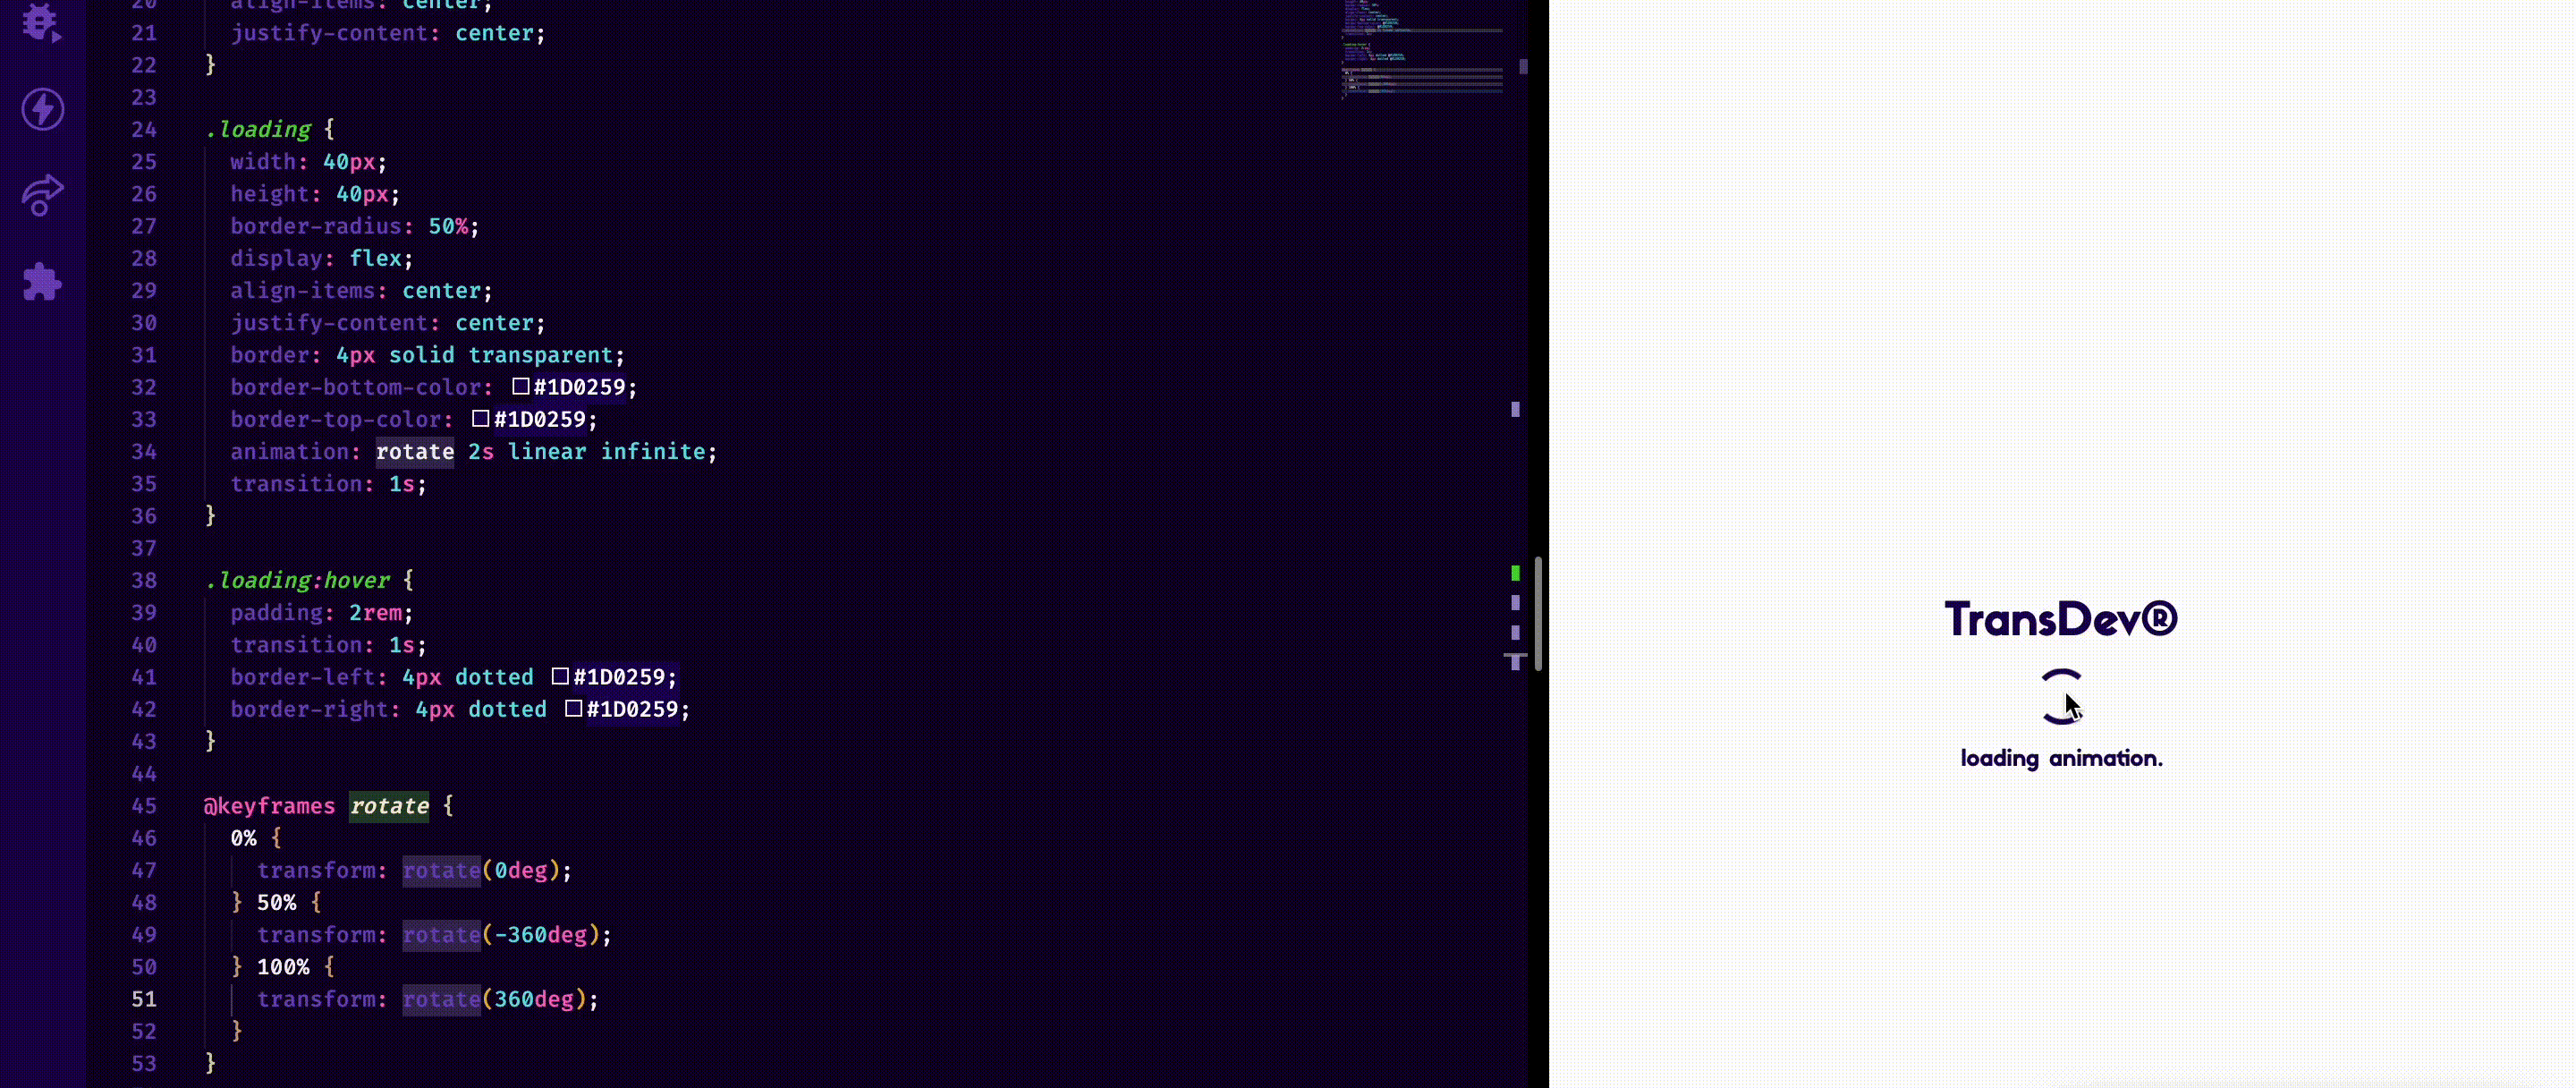 20 align-items: center;
21 justify-content: center;
22 }
23
24 .loading {
25 width: 40px;
26 height: 40px;
27 border-radius: 50%;
28 display: flex;
29 align-items: center;
30 justify-content: center;
31 border: 4px solid transparent;
32 border-bottom-color: #1D0259;
33 border-top-color: #1D0259;
34 animation: rotate 2s linear infinite;
35 transition: 1s;
36 }
37
38 .loading:hover {
39 padding: 2rem;
40 transition: 1s;
41 border-left: 4px dotted #1D0259;
42 border-right: 4px dotted #1D0259;
43 }
44
45 @keyframes rotate {
46 0% {
47 transform: rotate(0deg);
48 } 50% {
49 transform: rotate(-360deg);
50 } 100% {
51 transform: rotate(360deg);
52 }
53 }
TransDev®
loading animation.